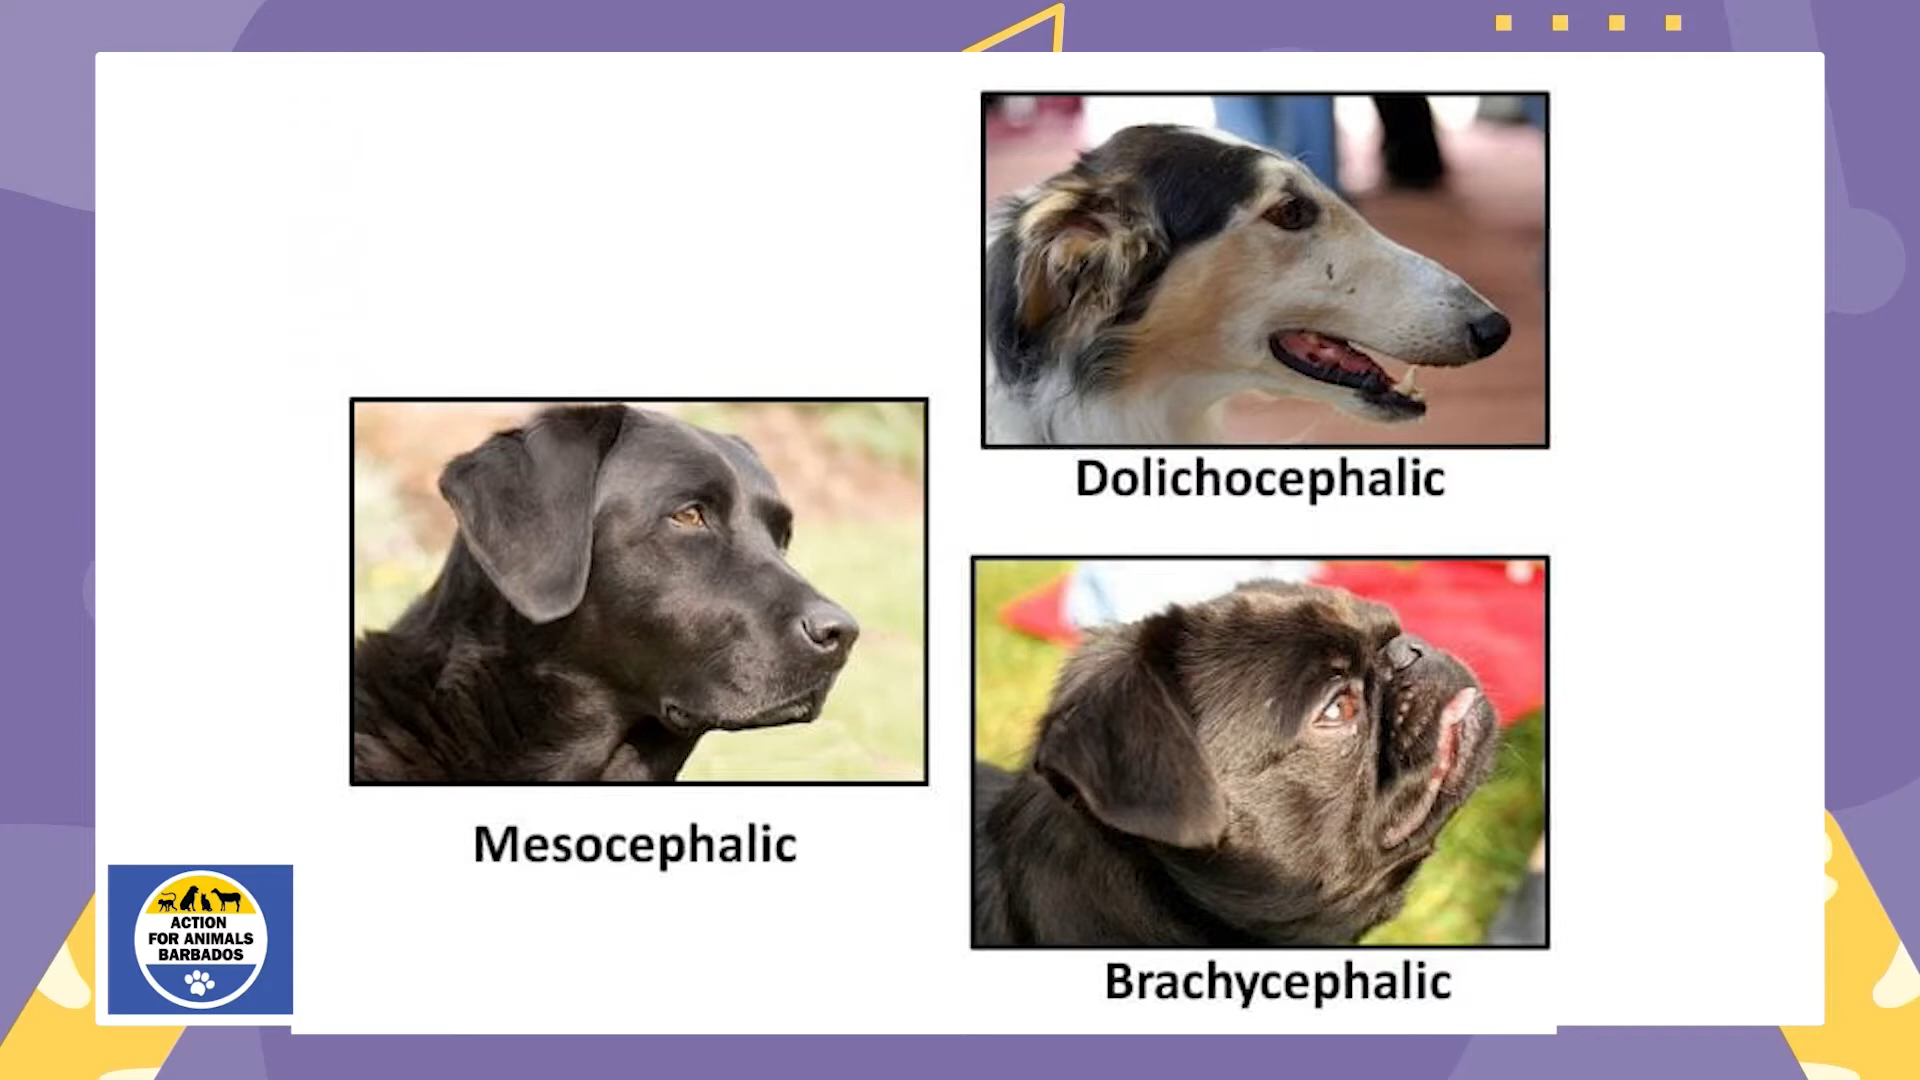 Dolichocephalic
Mesocephalic
Brachycephalic
ACTION
FOR ANIMALS
BARBADOS